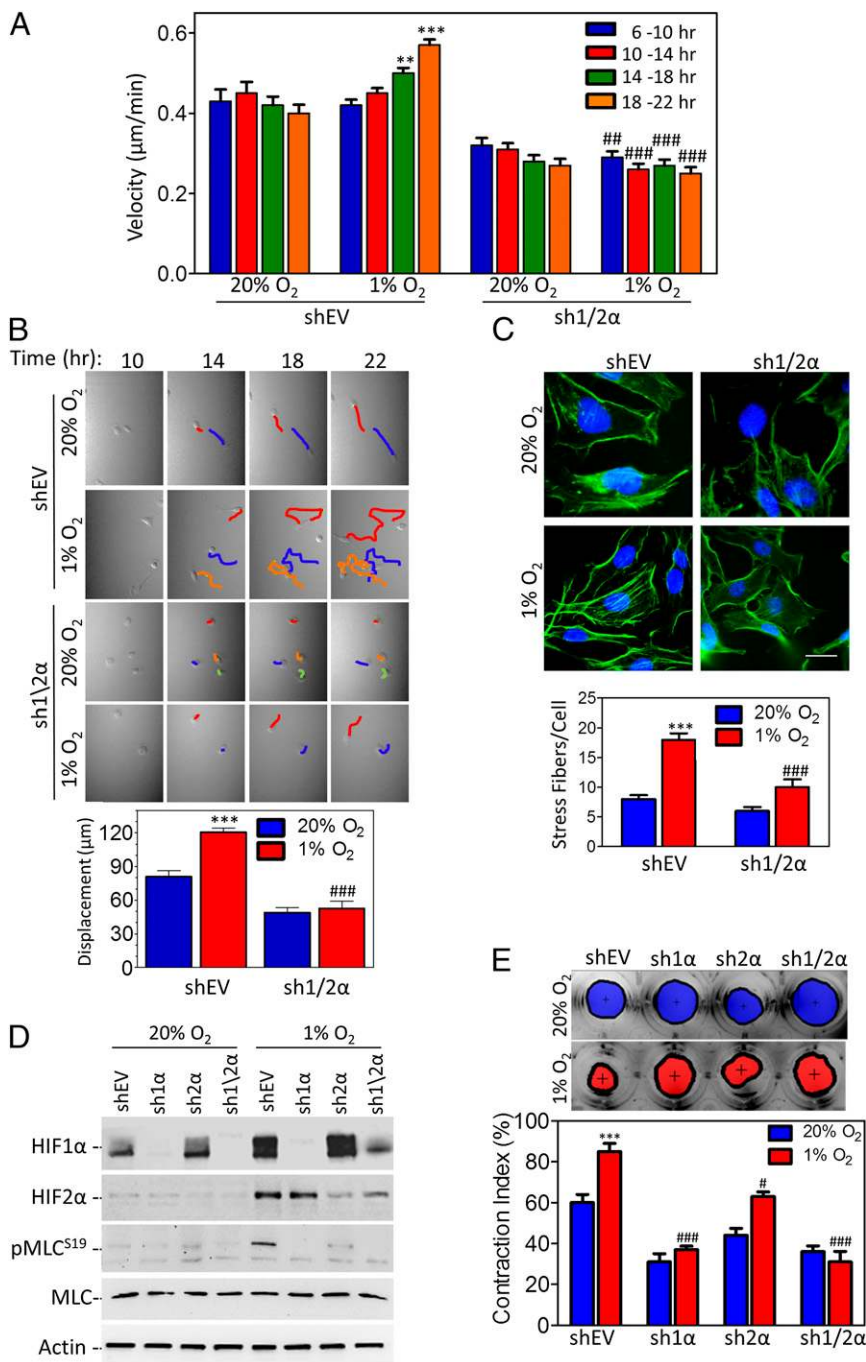 A
Velocity (µm/min)
0.6
0.4
0.2
0.0
** ***
6 -10 hr
10 -14 hr
14 -18 hr
18 -22 hr
## ### ### ###
20% O2 1% O2 20% O2 1% O2
shEV sh1/2α
B
Time (hr): 10 14 18 22
shEV
20% O2
1% O2
sh1\2α
20% O2
1% O2
Displacement (µm)
120
90
60
30
0
***
20% O2
1% O2
###
shEV sh1/2α
C
shEV sh1/2α
20% O2
1% O2
Stress Fibers/Cell
25
20
15
10
5
0
***
20% O2
1% O2
###
shEV sh1/2α
D
20% O2 1% O2
shEV sh1α sh2α sh1\2α shEV sh1α sh2α sh1\2α
HIF1α
HIF2α
pMLCS19
MLC
Actin
E
shEV sh1α sh2α sh1/2α
20% O2
1% O2
Contraction Index (%)
100
80
60
40
20
0
*** ### # ###
20% O2
1% O2
shEV sh1α sh2α sh1/2α